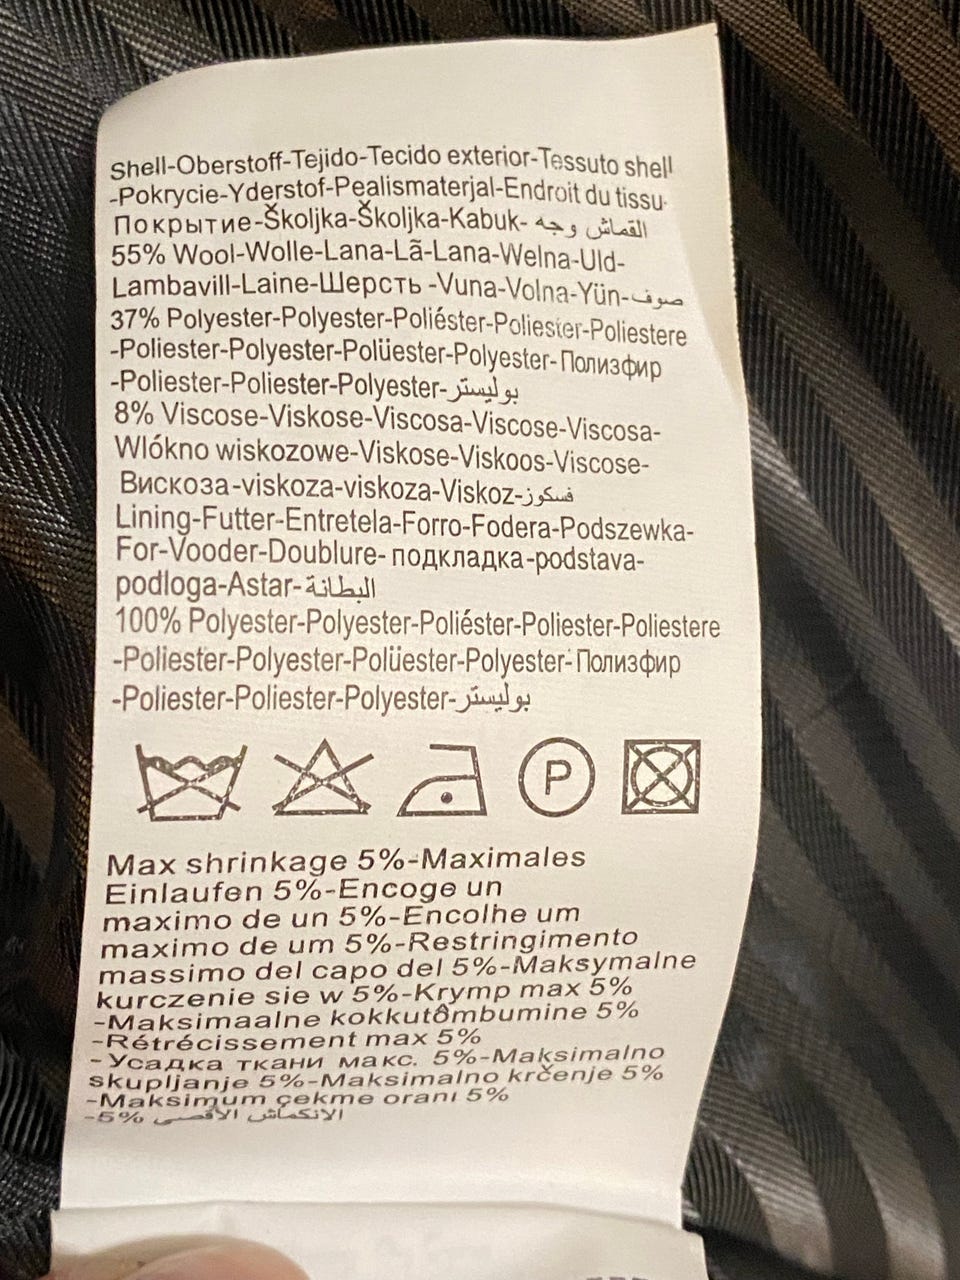 Shell-Oberstoff-Tejido-Tecido exterior-Tessuto shell
-Pokrycie-Yderstof-Pealismaterjal-Endroit du tissu-
Покрытие-Školjka-Školjka-Kabuk- القماش وجه
55% Wool-Wolle-Lana-Lã-Lana-Welna-Uld-
Lambavill-Laine-Шерсть -Vuna-Volna-Yün-صوف
37% Polyester-Polyester-Poliéster-Poliester-Poliestere
-Poliester-Polyester-Polüester-Polyester-Полизфир
-Poliester-Poliester-Polyester-بوليستر
8% Viscose-Viskose-Viscosa-Viscose-Viscosa-
Wlókno wiskozowe-Viskose-Viskoos-Viscose-
Вискоза-viskoza-viskoza-Viskoz-فسكوز
Lining-Futter-Entretela-Forro-Fodera-Podszewka-
For-Vooder-Doublure- подкладка-podstava-
podloga-Astar-البطانة
100% Polyester-Polyester-Poliéster-Poliester-Poliestere
-Poliester-Polyester-Polüester-Polyester-Полизфир
-Poliester-Poliester-Polyester-بوليستر
P
Max shrinkage 5%-Maximales
Einlaufen 5%-Encoge un
maximo de un 5%-Encolhe um
maximo de um 5%-Restringimento
massimo del capo del 5%-Maksymalne
kurczenie sie w 5%-Krymp max 5%
-Maksimaalne kokkutômbumine 5%
-Rétrécissement max 5%
-Усадка ткани макс. 5%-Maksimalno
skupljanje 5%-Maksimalno krčenje 5%
-Maksimum çekme oranı 5%
-5% الانكماش الأقصى